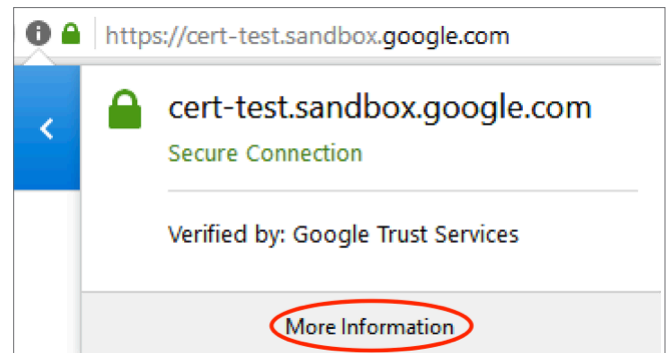 https://cert-test.sandbox.google.com
cert-test.sandbox.google.com
Secure Connection
Verified by: Google Trust Services
More Information